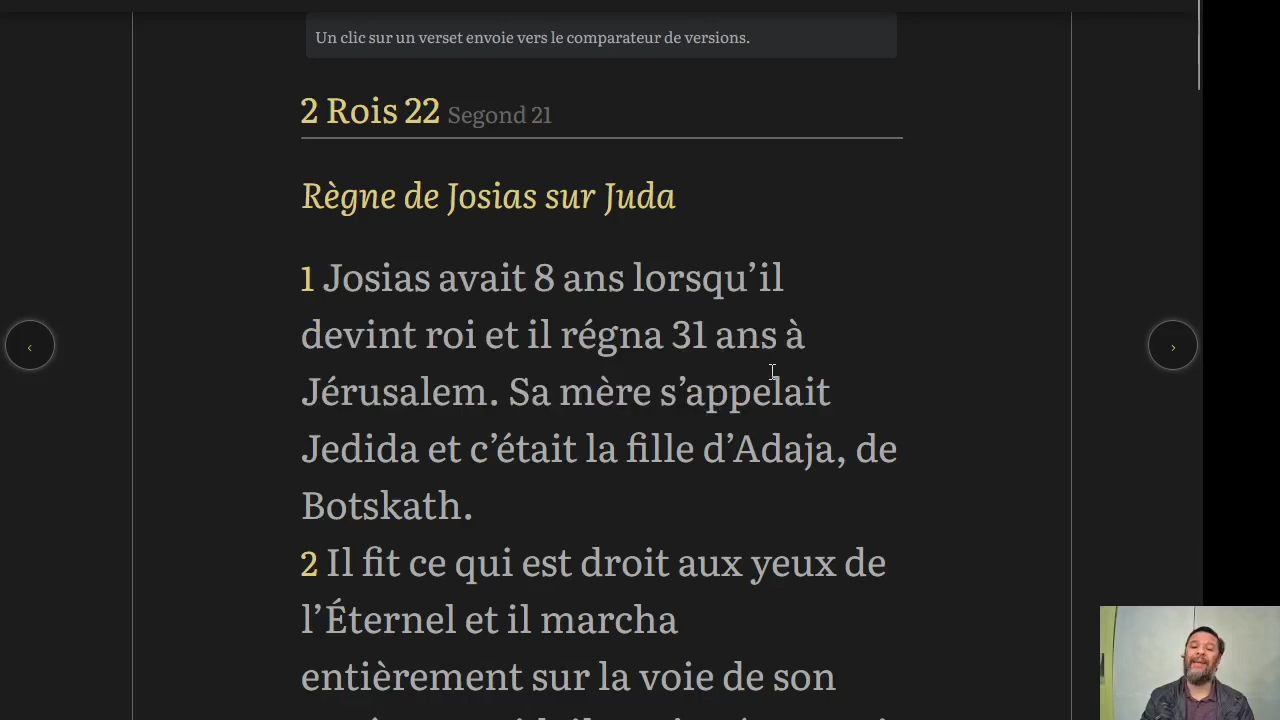 Un clic sur un verset envoie vers le comparateur de versions.
2 Rois 22 Segond 21
Règne de Josias sur Juda
1 Josias avait 8 ans lorsqu’il
devint roi et il régna 31 ans à
Jérusalem. Sa mère s’appelait
Jedida et c’était la fille d’Adaja, de
Botskath.
2 Il fit ce qui est droit aux yeux de
l’Éternel et il marcha
entièrement sur la voie de son